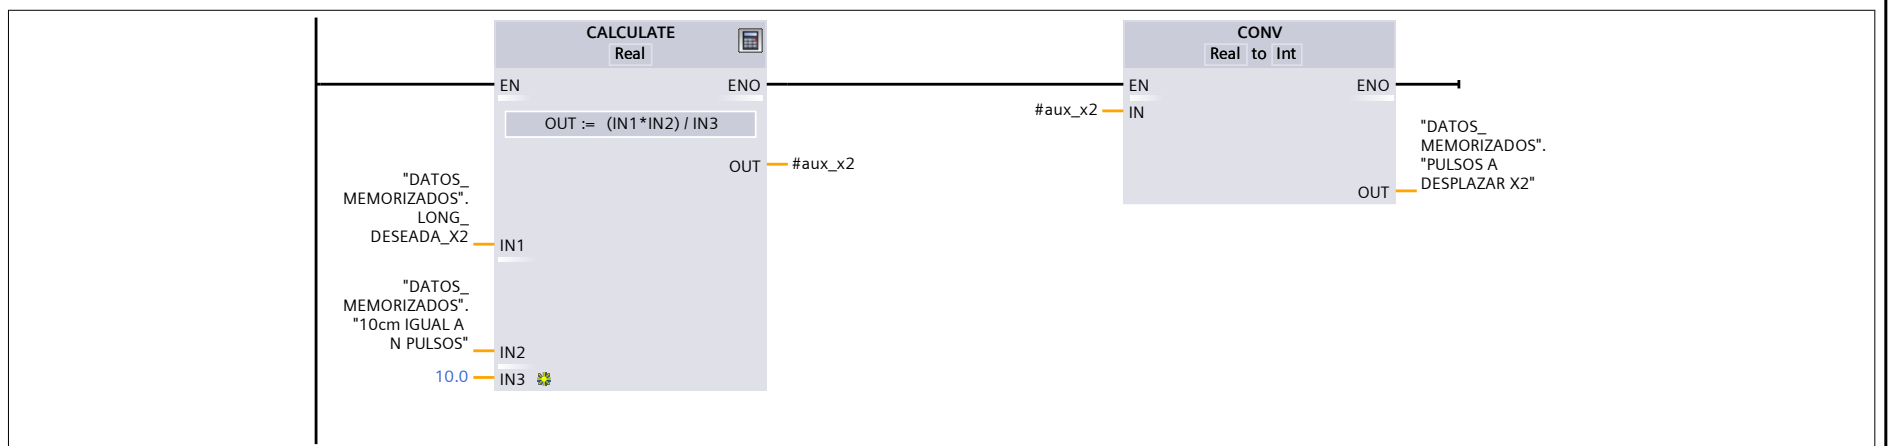 CALCULATE
Real
EN
ENO
OUT := (IN1*IN2) / IN3
OUT
#aux_x2
"DATOS_
MEMORIZADOS".
LONG_
DESEADA_X2
IN1
"DATOS_
MEMORIZADOS".
"10cm IGUAL A
N PULSOS"
IN2
10.0
IN3
CONV
Real to Int
EN
ENO
#aux_x2
IN
OUT
"DATOS_
MEMORIZADOS".
"PULSOS A
DESPLAZAR X2"